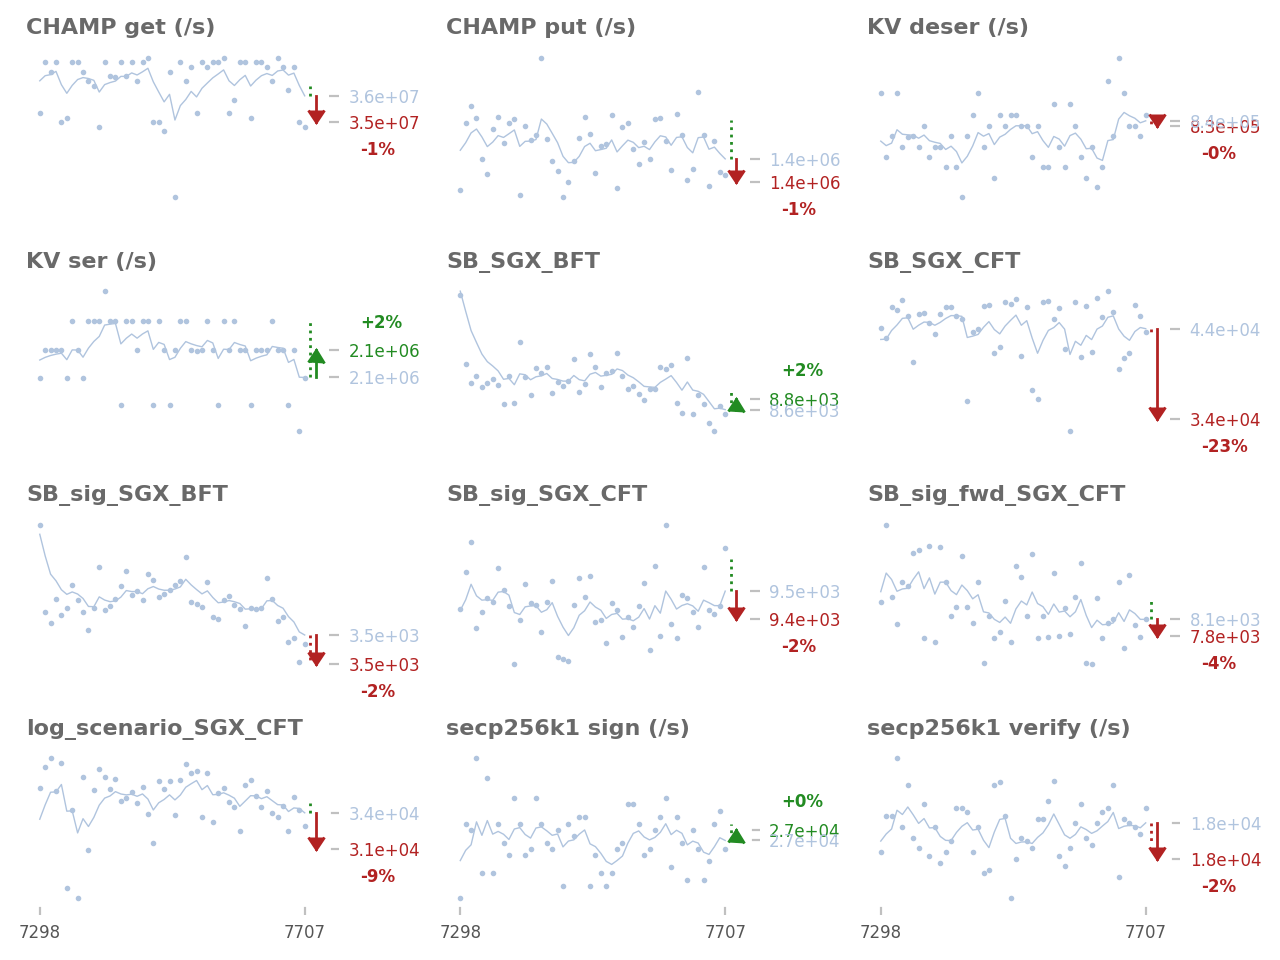 CHAMP get (/s)
3.6e+07
3.5e+07
-1%
CHAMP put (/s)
1.4e+06
1.4e+06
-1%
KV deser (/s)
8.4e+05
8.3e+05
-0%
KV ser (/s)
+2%
2.1e+06
2.1e+06
SB_SGX_BFT
+2%
8.8e+03
8.6e+03
SB_SGX_CFT
4.4e+04
3.4e+04
-23%
SB_sig_SGX_BFT
3.5e+03
3.5e+03
-2%
SB_sig_SGX_CFT
9.5e+03
9.4e+03
-2%
SB_sig_fwd_SGX_CFT
8.1e+03
7.8e+03
-4%
log_scenario_SGX_CFT
3.4e+04
3.1e+04
-9%
7298
7707
secp256k1 sign (/s)
+0%
2.7e+04
2.7e+04
7298
7707
secp256k1 verify (/s)
1.8e+04
1.8e+04
-2%
7298
7707